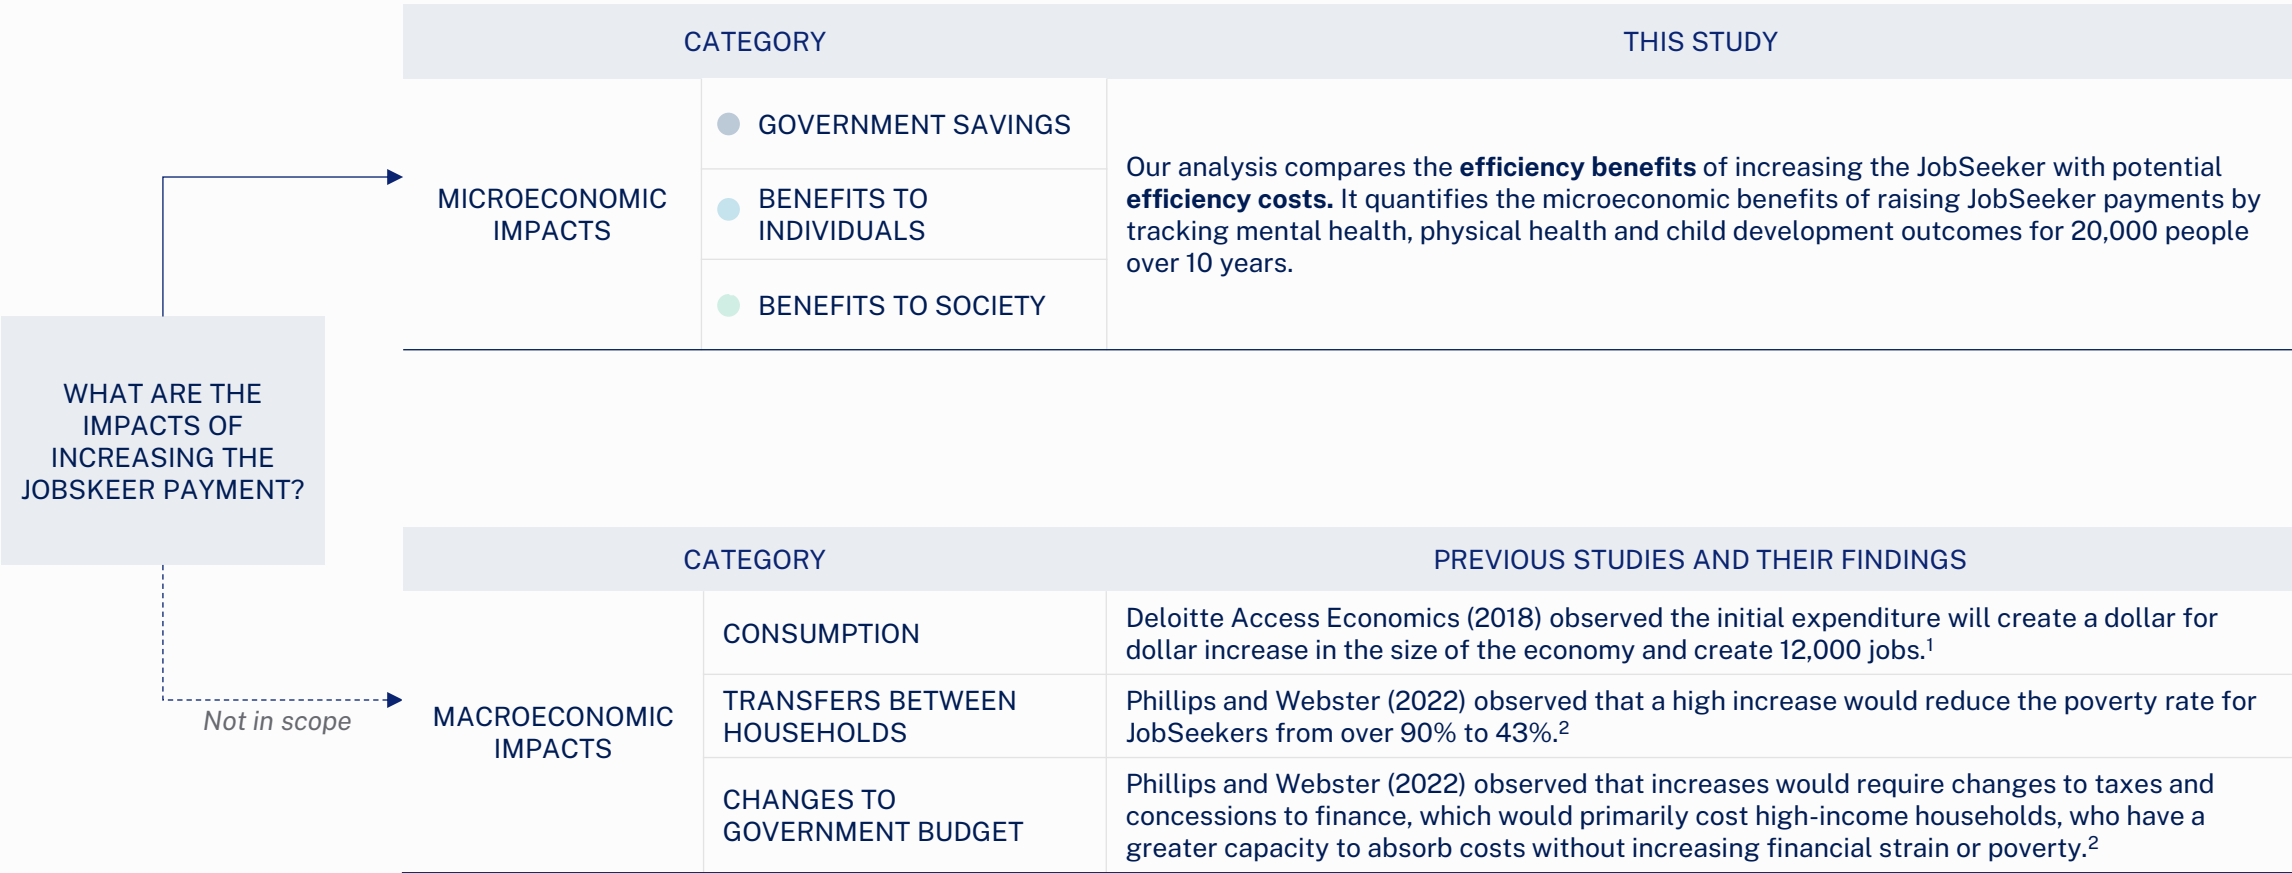 CATEGORY
THIS STUDY
MICROECONOMIC
IMPACTS
GOVERNMENT SAVINGS
BENEFITS TO
INDIVIDUALS
BENEFITS TO SOCIETY
Our analysis compares the efficiency benefits of increasing the JobSeeker with potential
efficiency costs. It quantifies the microeconomic benefits of raising JobSeeker payments by
tracking mental health, physical health and child development outcomes for 20,000 people
over 10 years.
WHAT ARE THE
IMPACTS OF
INCREASING THE
JOBSKEER PAYMENT?
Not in scope
CATEGORY
PREVIOUS STUDIES AND THEIR FINDINGS
MACROECONOMIC
IMPACTS
CONSUMPTION
Deloitte Access Economics (2018) observed the initial expenditure will create a dollar for
dollar increase in the size of the economy and create 12,000 jobs.¹
TRANSFERS BETWEEN
HOUSEHOLDS
Phillips and Webster (2022) observed that a high increase would reduce the poverty rate for
JobSeekers from over 90% to 43%.²
CHANGES TO
GOVERNMENT BUDGET
Phillips and Webster (2022) observed that increases would require changes to taxes and
concessions to finance, which would primarily cost high-income households, who have a
greater capacity to absorb costs without increasing financial strain or poverty.²